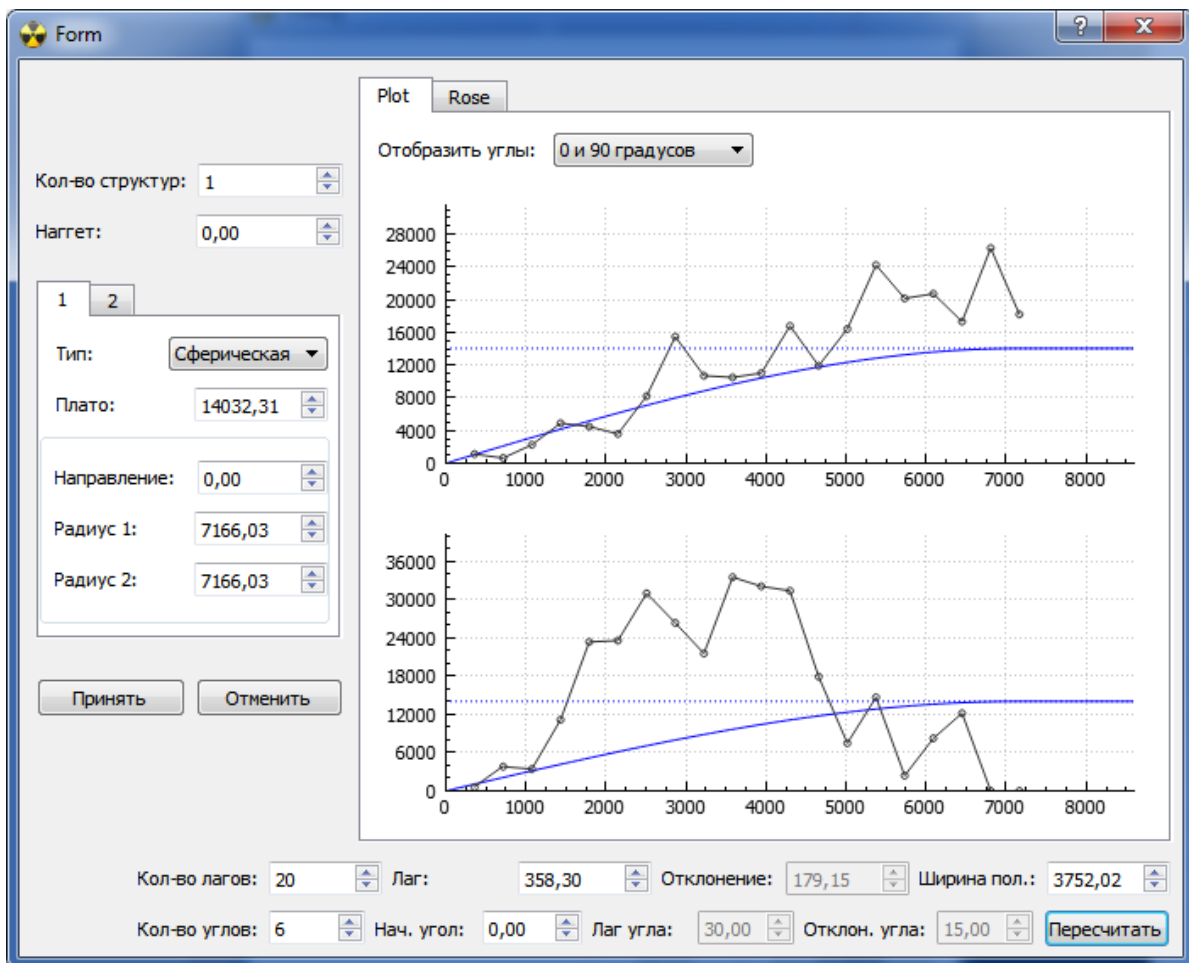 Form
Plot Rose
Отобразить углы: 0 и 90 градусов
Кол-во структур: 1
Наггет: 0,00
1 2
Тип: Сферическая
Плато: 14032,31
Направление: 0,00
Радиус 1: 7166,03
Радиус 2: 7166,03
Принять Отменить
28000
24000
20000
16000
12000
8000
4000
0
0 1000 2000 3000 4000 5000 6000 7000 8000
36000
30000
24000
18000
12000
6000
0
0 1000 2000 3000 4000 5000 6000 7000 8000
Кол-во лагов: 20 Лаг: 358,30 Отклонение: 179,15 Ширина пол.: 3752,02
Кол-во углов: 6 Нач. угол: 0,00 Лаг угла: 30,00 Отклон. угла: 15,00 Пересчитать